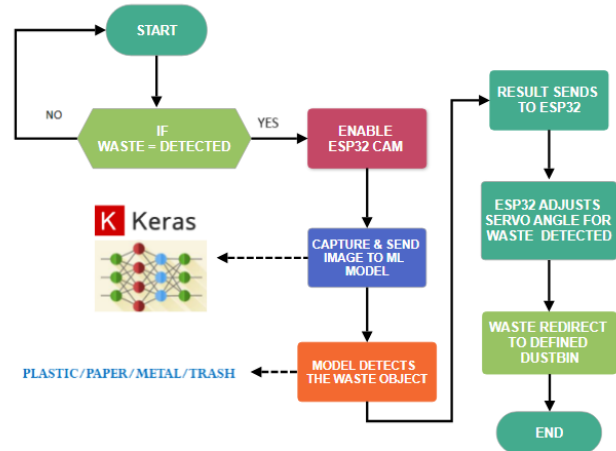 START
NO
IF
WASTE = DETECTED
YES
ENABLE
ESP32 CAM
K Keras
CAPTURE & SEND
IMAGE TO ML
MODEL
PLASTIC/PAPER/METAL/TRASH
MODEL DETECTS
THE WASTE OBJECT
RESULT SENDS
TO ESP32
ESP32 ADJUSTS
SERVO ANGLE FOR
WASTE DETECTED
WASTE REDIRECT
TO DEFINED
DUSTBIN
END